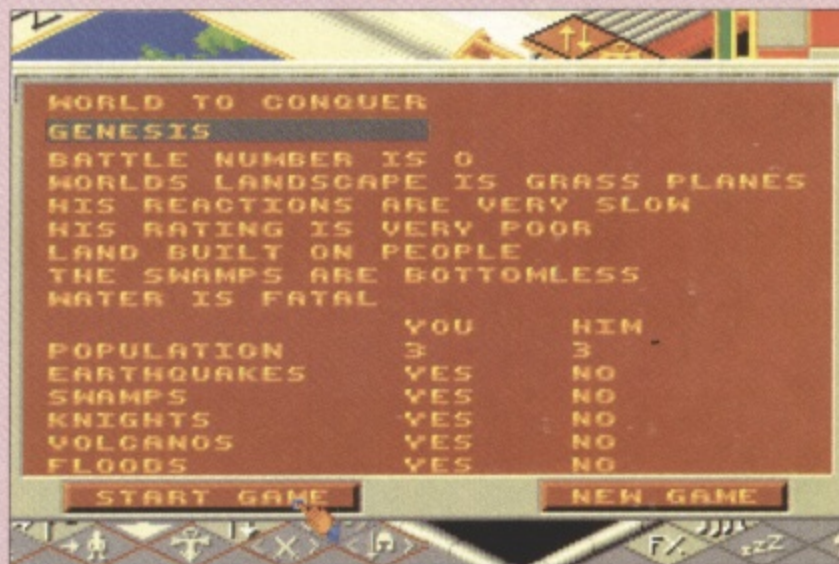 WORLD TO CONQUER
GENESIS
BATTLE NUMBER IS 0
WORLDS LANDSCAPE IS GRASS PLANES
HIS REACTIONS ARE VERY SLOW
HIS RATING IS VERY POOR
LAND BUILT ON PEOPLE
THE SWAMPS ARE BOTTOMLESS
WATER IS FATAL
YOU HIM
POPULATION 3 3
EARTHQUAKES YES NO
SWAMPS YES NO
KNIGHTS YES NO
VOLCANOS YES NO
FLOODS YES NO
START GAME NEW GAME
FX. zzZ